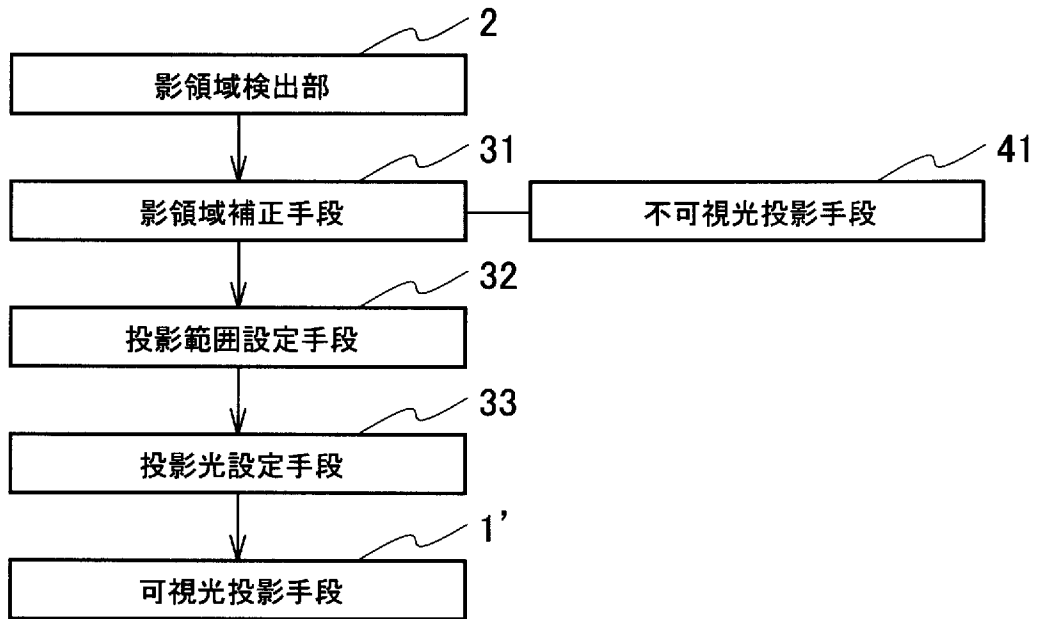 2
影領域検出部
31
41
影領域補正手段
不可視光投影手段
32
投影範囲設定手段
33
投影光設定手段
1’
可視光投影手段